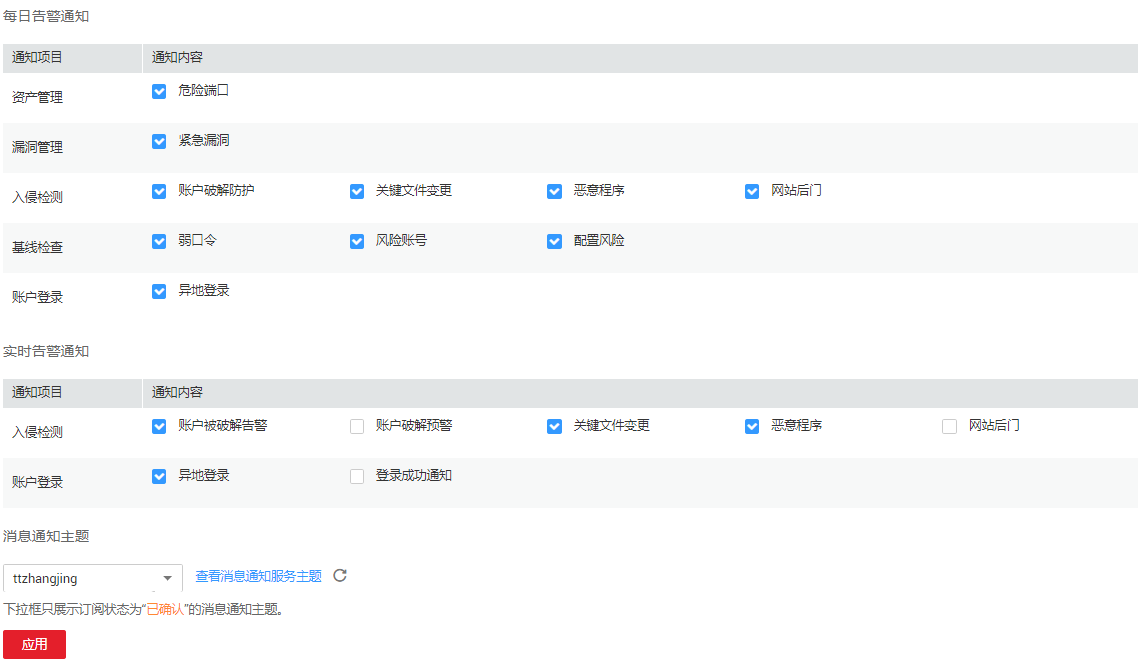 每日告警通知
通知项目 通知内容
资产管理 危险端口
漏洞管理 紧急漏洞
入侵检测 账户破解防护 关键文件变更 恶意程序 网站后门
基线检查 弱口令 风险账号 配置风险
账户登录 异地登录
实时告警通知
通知项目 通知内容
入侵检测 账户被破解告警 账户破解预警 关键文件变更 恶意程序 网站后门
账户登录 异地登录 登录成功通知
消息通知主题
ttzhangjing 查看消息通知服务主题
下拉框只展示订阅状态为“已确认”的消息通知主题。
应用